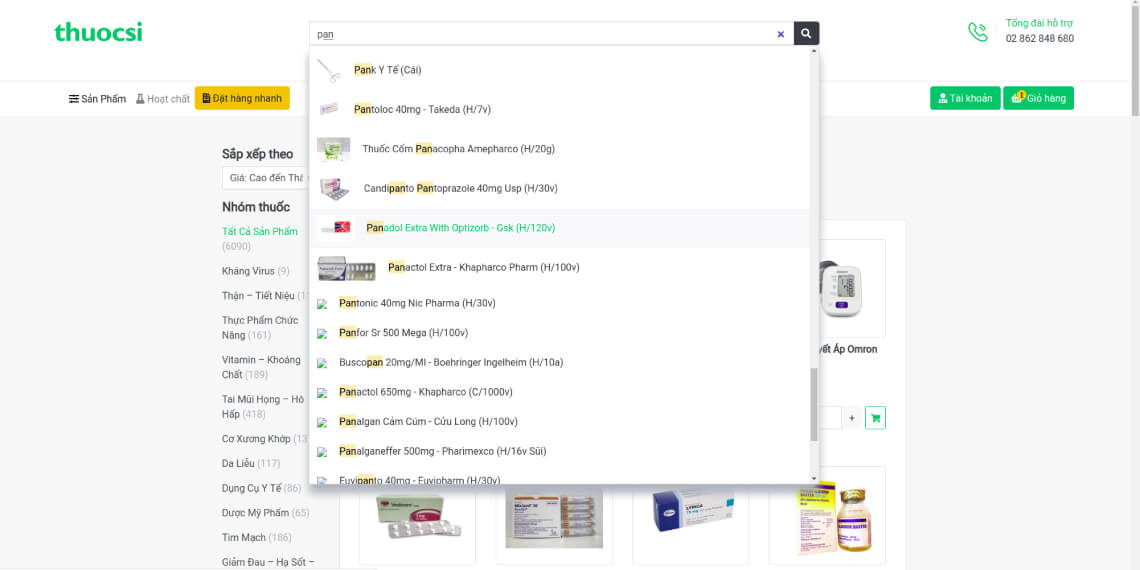 thuocsi
pan
Tổng đài hỗ trợ
02 862 848 680
Sản Phẩm
Hoạt chất
Đặt hàng nhanh
Tài khoản
1
Giỏ hàng
Pank Y Tế (Cái)
Pantoloc 40mg - Takeda (H/7v)
Thuốc Cốm Panacopha Amepharco (H/20g)
Candipanto Pantoprazole 40mg Usp (H/30v)
Panadol Extra With Optizorb - Gsk (H/120v)
Panactol Extra - Khapharco Pharm (H/100v)
Pantonic 40mg Nic Pharma (H/30v)
Panfor Sr 500 Mega (H/100v)
Buscopan 20mg/Ml - Boehringer Ingelheim (H/10a)
Panactol 650mg - Khapharco (C/1000v)
Panalgan Cảm Cúm - Cửu Long (H/100v)
Panalganeffer 500mg - Pharimexco (H/16v Sủi)
Euvipanto 40mg - Euvipharm (H/30v)
Sắp xếp theo
Giá: Cao đến
Nhóm thuốc
Tất Cả Sản Phẩm
(6090)
Kháng Virus (9)
Thận – Tiết Niệu
Thực Phẩm Chức
Năng (161)
Vitamin – Khoáng
Chất (189)
Tai Mũi Họng – Hô
Hấp (418)
Cơ Xương Khớp
Da Liễu (117)
Dụng Cụ Y Tế (86)
Dược Mỹ Phẩm (65)
Tim Mạch (186)
Giảm Đau – Hạ Sốt –
Áp Omron
+
LYRICA